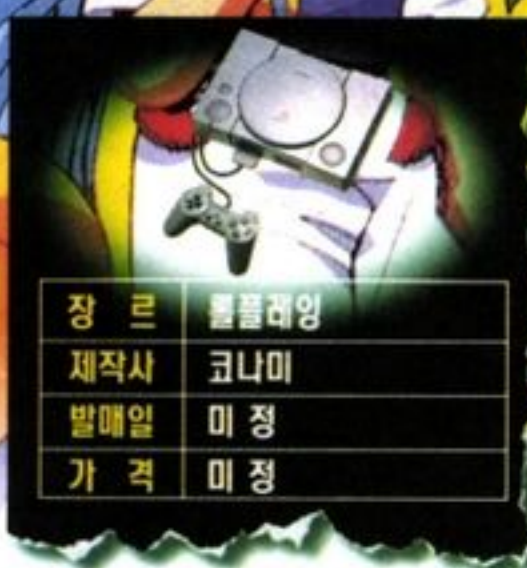 장 르 롤플레잉
제작사 코나미
발매일 미 정
가 격 미 정